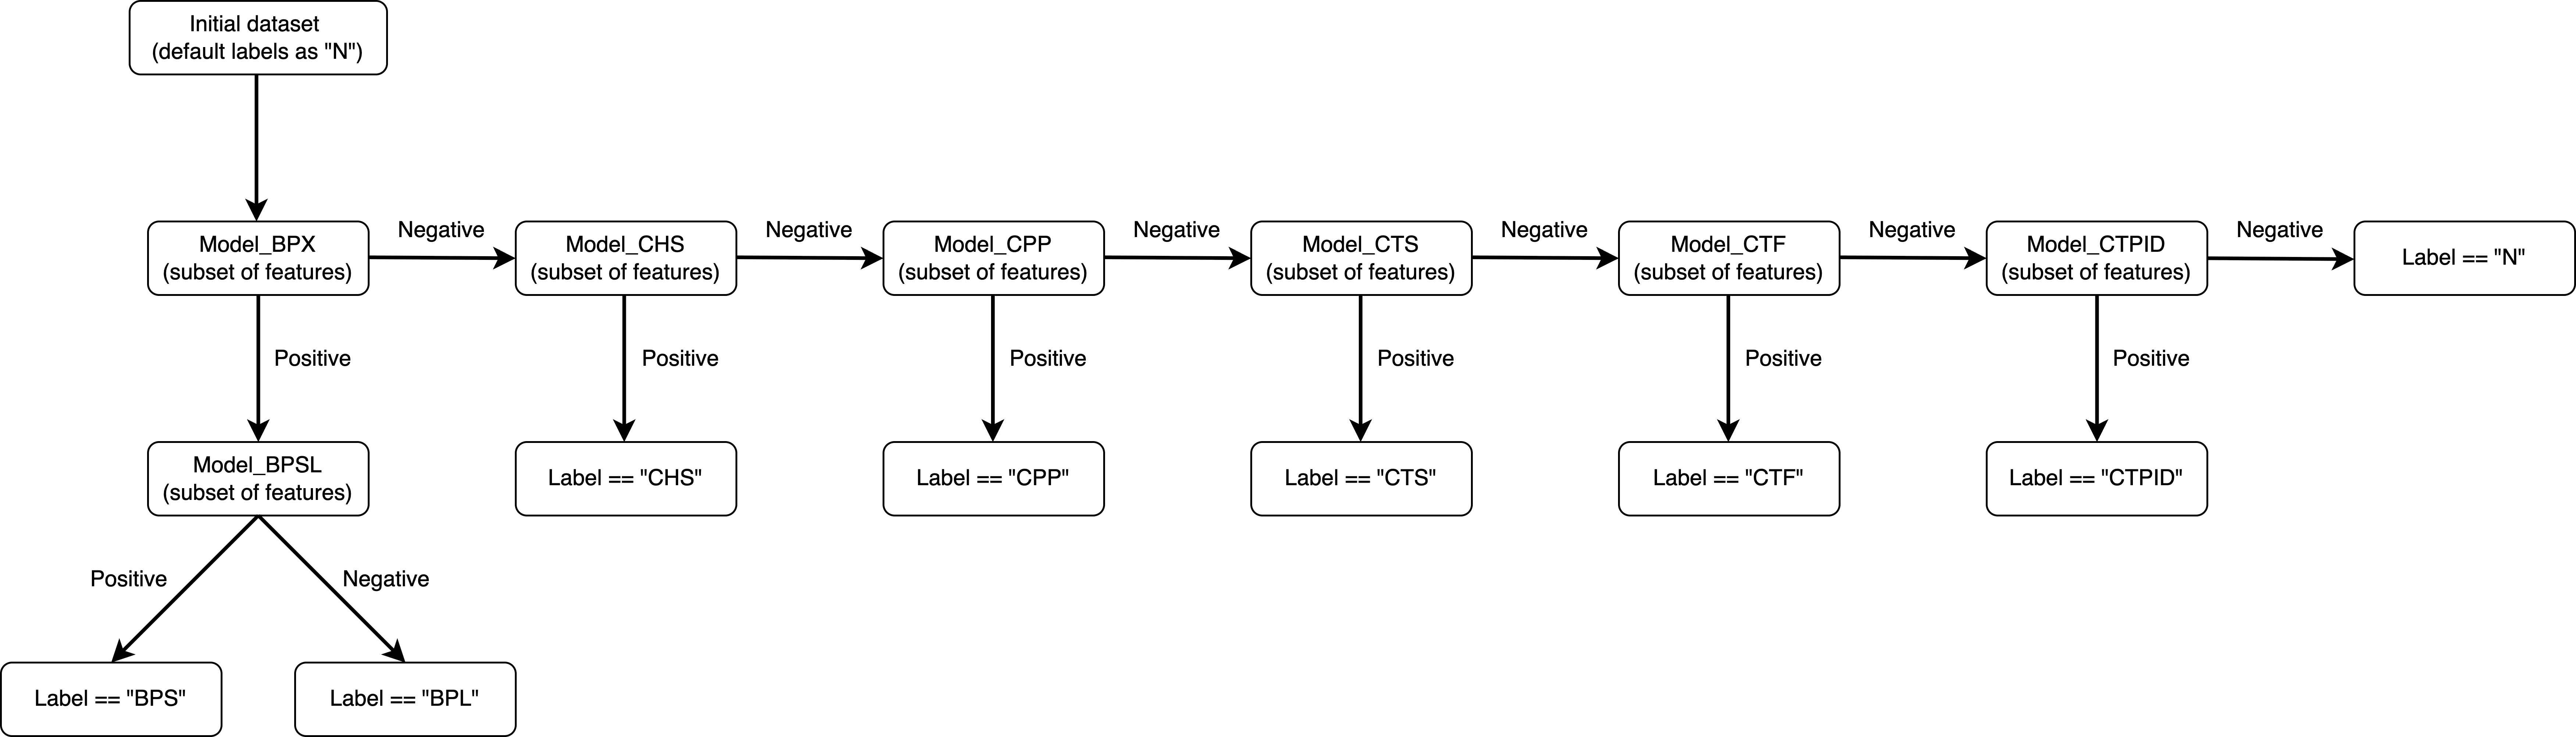 Initial dataset
(default labels as "N")
Model_BPX
(subset of features)
Negative
Model_CHS
(subset of features)
Negative
Model_CPP
(subset of features)
Negative
Model_CTS
(subset of features)
Negative
Model_CTF
(subset of features)
Negative
Model_CTPID
(subset of features)
Negative
Label == "N"
Positive
Positive
Positive
Positive
Positive
Positive
Model_BPSL
(subset of features)
Label == "CHS"
Label == "CPP"
Label == "CTS"
Label == "CTF"
Label == "CTPID"
Positive
Negative
Label == "BPS"
Label == "BPL"